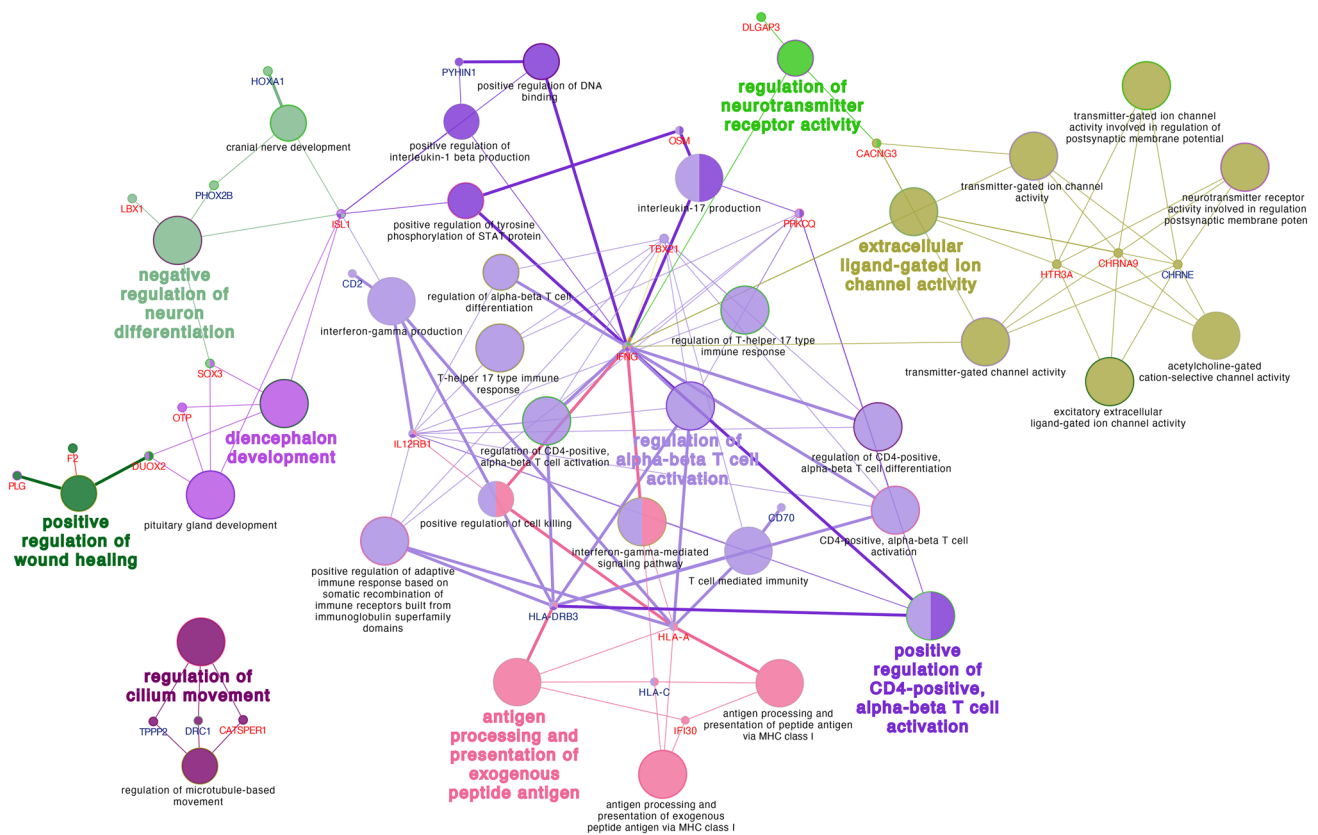 DLGAP3
regulation of
neurotransmitter
receptor activity
HOXA1
cranial nerve development
PYHIN1
positive regulation of DNA
binding
positive regulation of
interleukin-1 beta production
OSM
interleukin-17 production
CACNG3
transmitter-gated ion channel
activity involved in regulation of
postsynaptic membrane potential
transmitter-gated ion channel
activity
neurotransmitter receptor
activity involved in regulation
postsynaptic membrane poten
PHOX2B
LBX1
ISL1
positive regulation of tyrosine
phosphorylation of STAT protein
PRKCQ
TBX21
extracellular
ligand-gated ion
channel activity
HTR3A
CHRNA9
CHRNE
negative
regulation of
neuron
differentiation
CD2
interferon-gamma production
regulation of alpha-beta T cell
differentiation
T-helper 17 type immune
response
IFNG
regulation of T-helper 17 type
immune response
transmitter-gated channel activity
acetylcholine-gated
cation-selective channel activity
excitatory extracellular
ligand-gated ion channel activity
SOX3
OTP
diencephalon
development
DUOX2
F2
PLG
positive
regulation of
wound healing
pituitary gland development
IL12RB1
regulation of CD4-positive,
alpha-beta T cell activation
regulation of
alpha-beta T cell
activation
regulation of CD4-positive,
alpha-beta T cell differentiation
positive regulation of cell killing
interferon-gamma-mediated
signaling pathway
CD70
T cell mediated immunity
CD4-positive, alpha-beta T cell
activation
positive regulation of adaptive
immune response based on
somatic recombination of
immune receptors built from
immunoglobulin superfamily
domains
HLA-DRB3
HLA-A
positive
regulation of
CD4-positive,
alpha-beta T cell
activation
regulation of
cilium movement
TPPP2
DRC1
CATSPER1
regulation of microtubule-based
movement
HLA-C
IFI30
antigen
processing and
presentation of
exogenous
peptide antigen
antigen processing and
presentation of peptide antigen
via MHC class I
antigen processing and
presentation of exogenous
peptide antigen via MHC class I